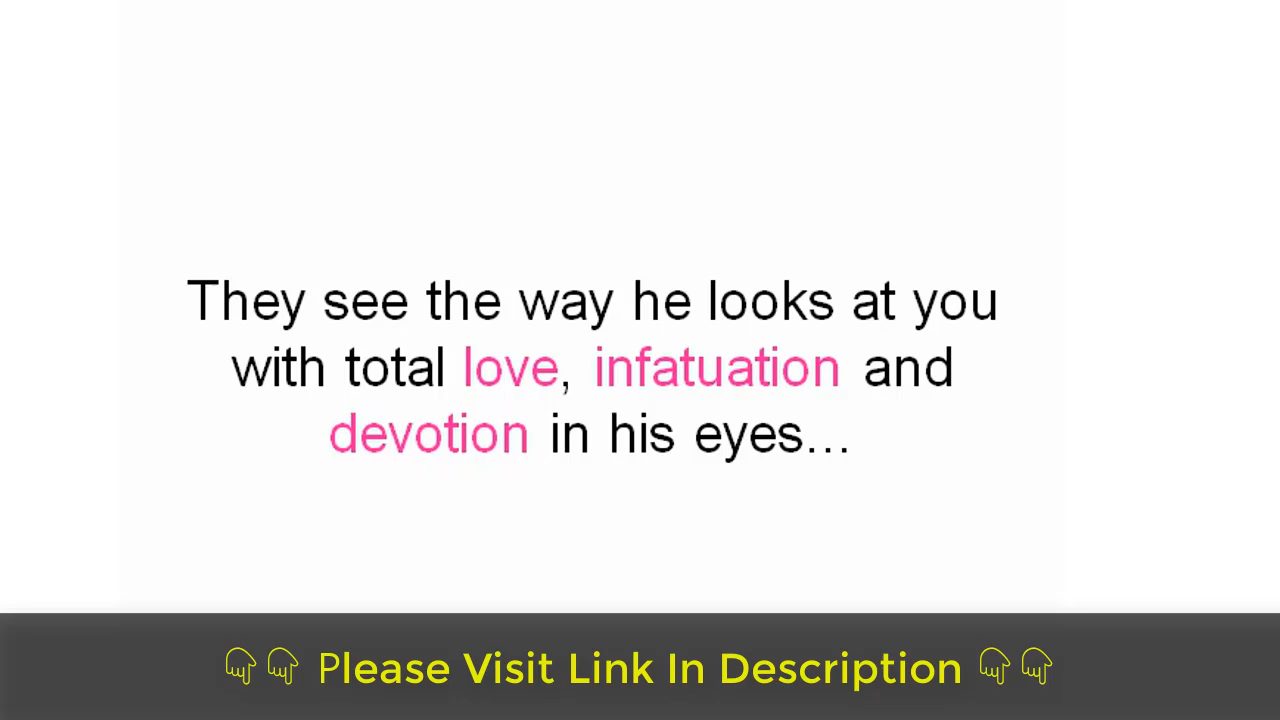 They see the way he looks at you
with total love, infatuation and
devotion in his eyes...
Please Visit Link In Description